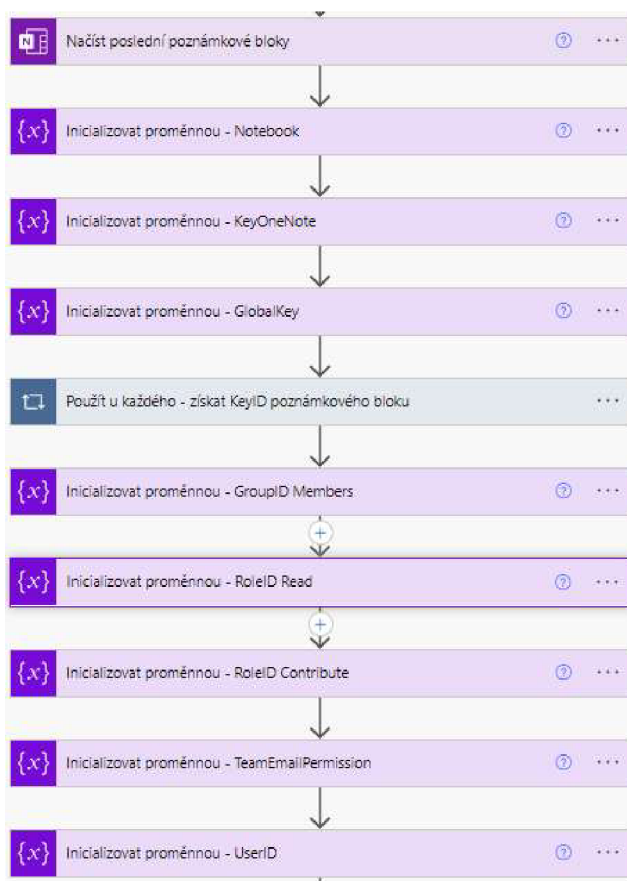 Načíst poslední poznámkové bloky
{x} Inicializovat proměnnou - Notebook
{x} Inicializovat proměnnou - KeyOneNote
{x} Inicializovat proměnnou - GlobalKey
Použít u každého - získat KeyID poznámkového bloku
{x} Inicializovat proměnnou - GroupID Members
{x} Inicializovat proměnnou - RoleID Read
{x} Inicializovat proměnnou - RoleID Contribute
{x} Inicializovat proměnnou - TeamEmailPermission
{x} Inicializovat proměnnou - UserID